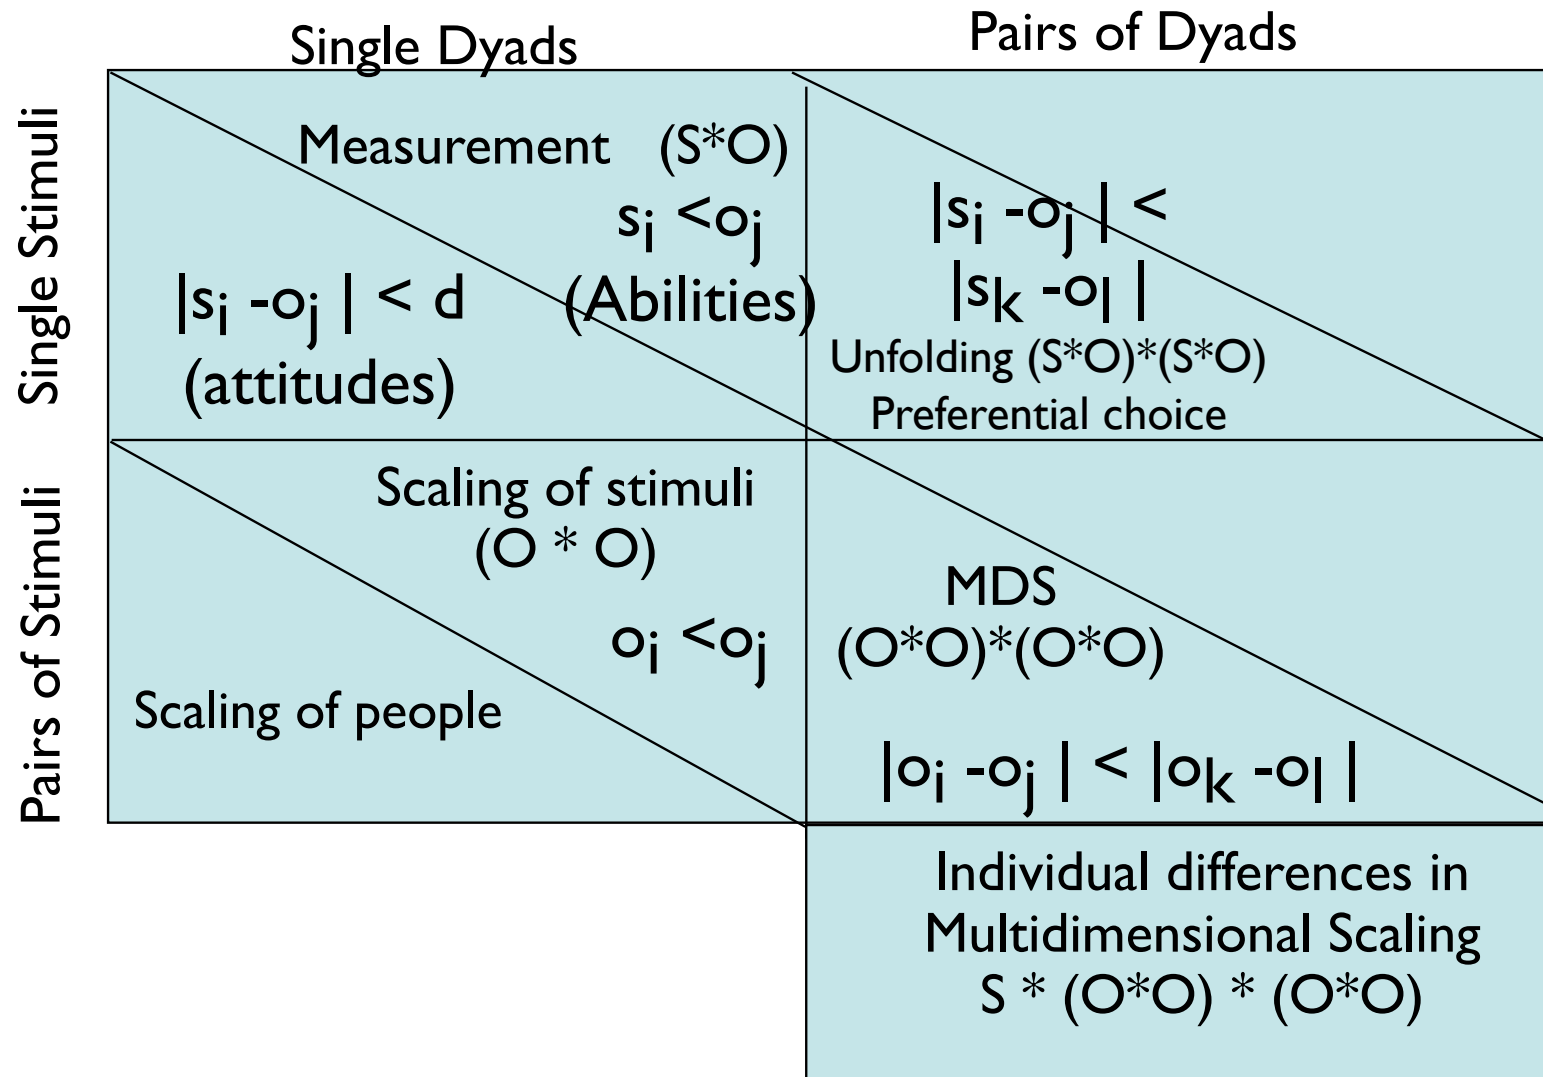 Single Dyads
Pairs of Dyads
Single Stimuli
Measurement (S*O)
si <oj
(Abilities)
|si -oj | < d
(attitudes)
|si -oj | <
|sk -ol |
Unfolding (S*O)*(S*O)
Preferential choice
Pairs of Stimuli
Scaling of stimuli
(O * O)
oi <oj
Scaling of people
MDS
(O*O)*(O*O)
|oi -oj | < |ok -ol |
Individual differences in
Multidimensional Scaling
S * (O*O) * (O*O)